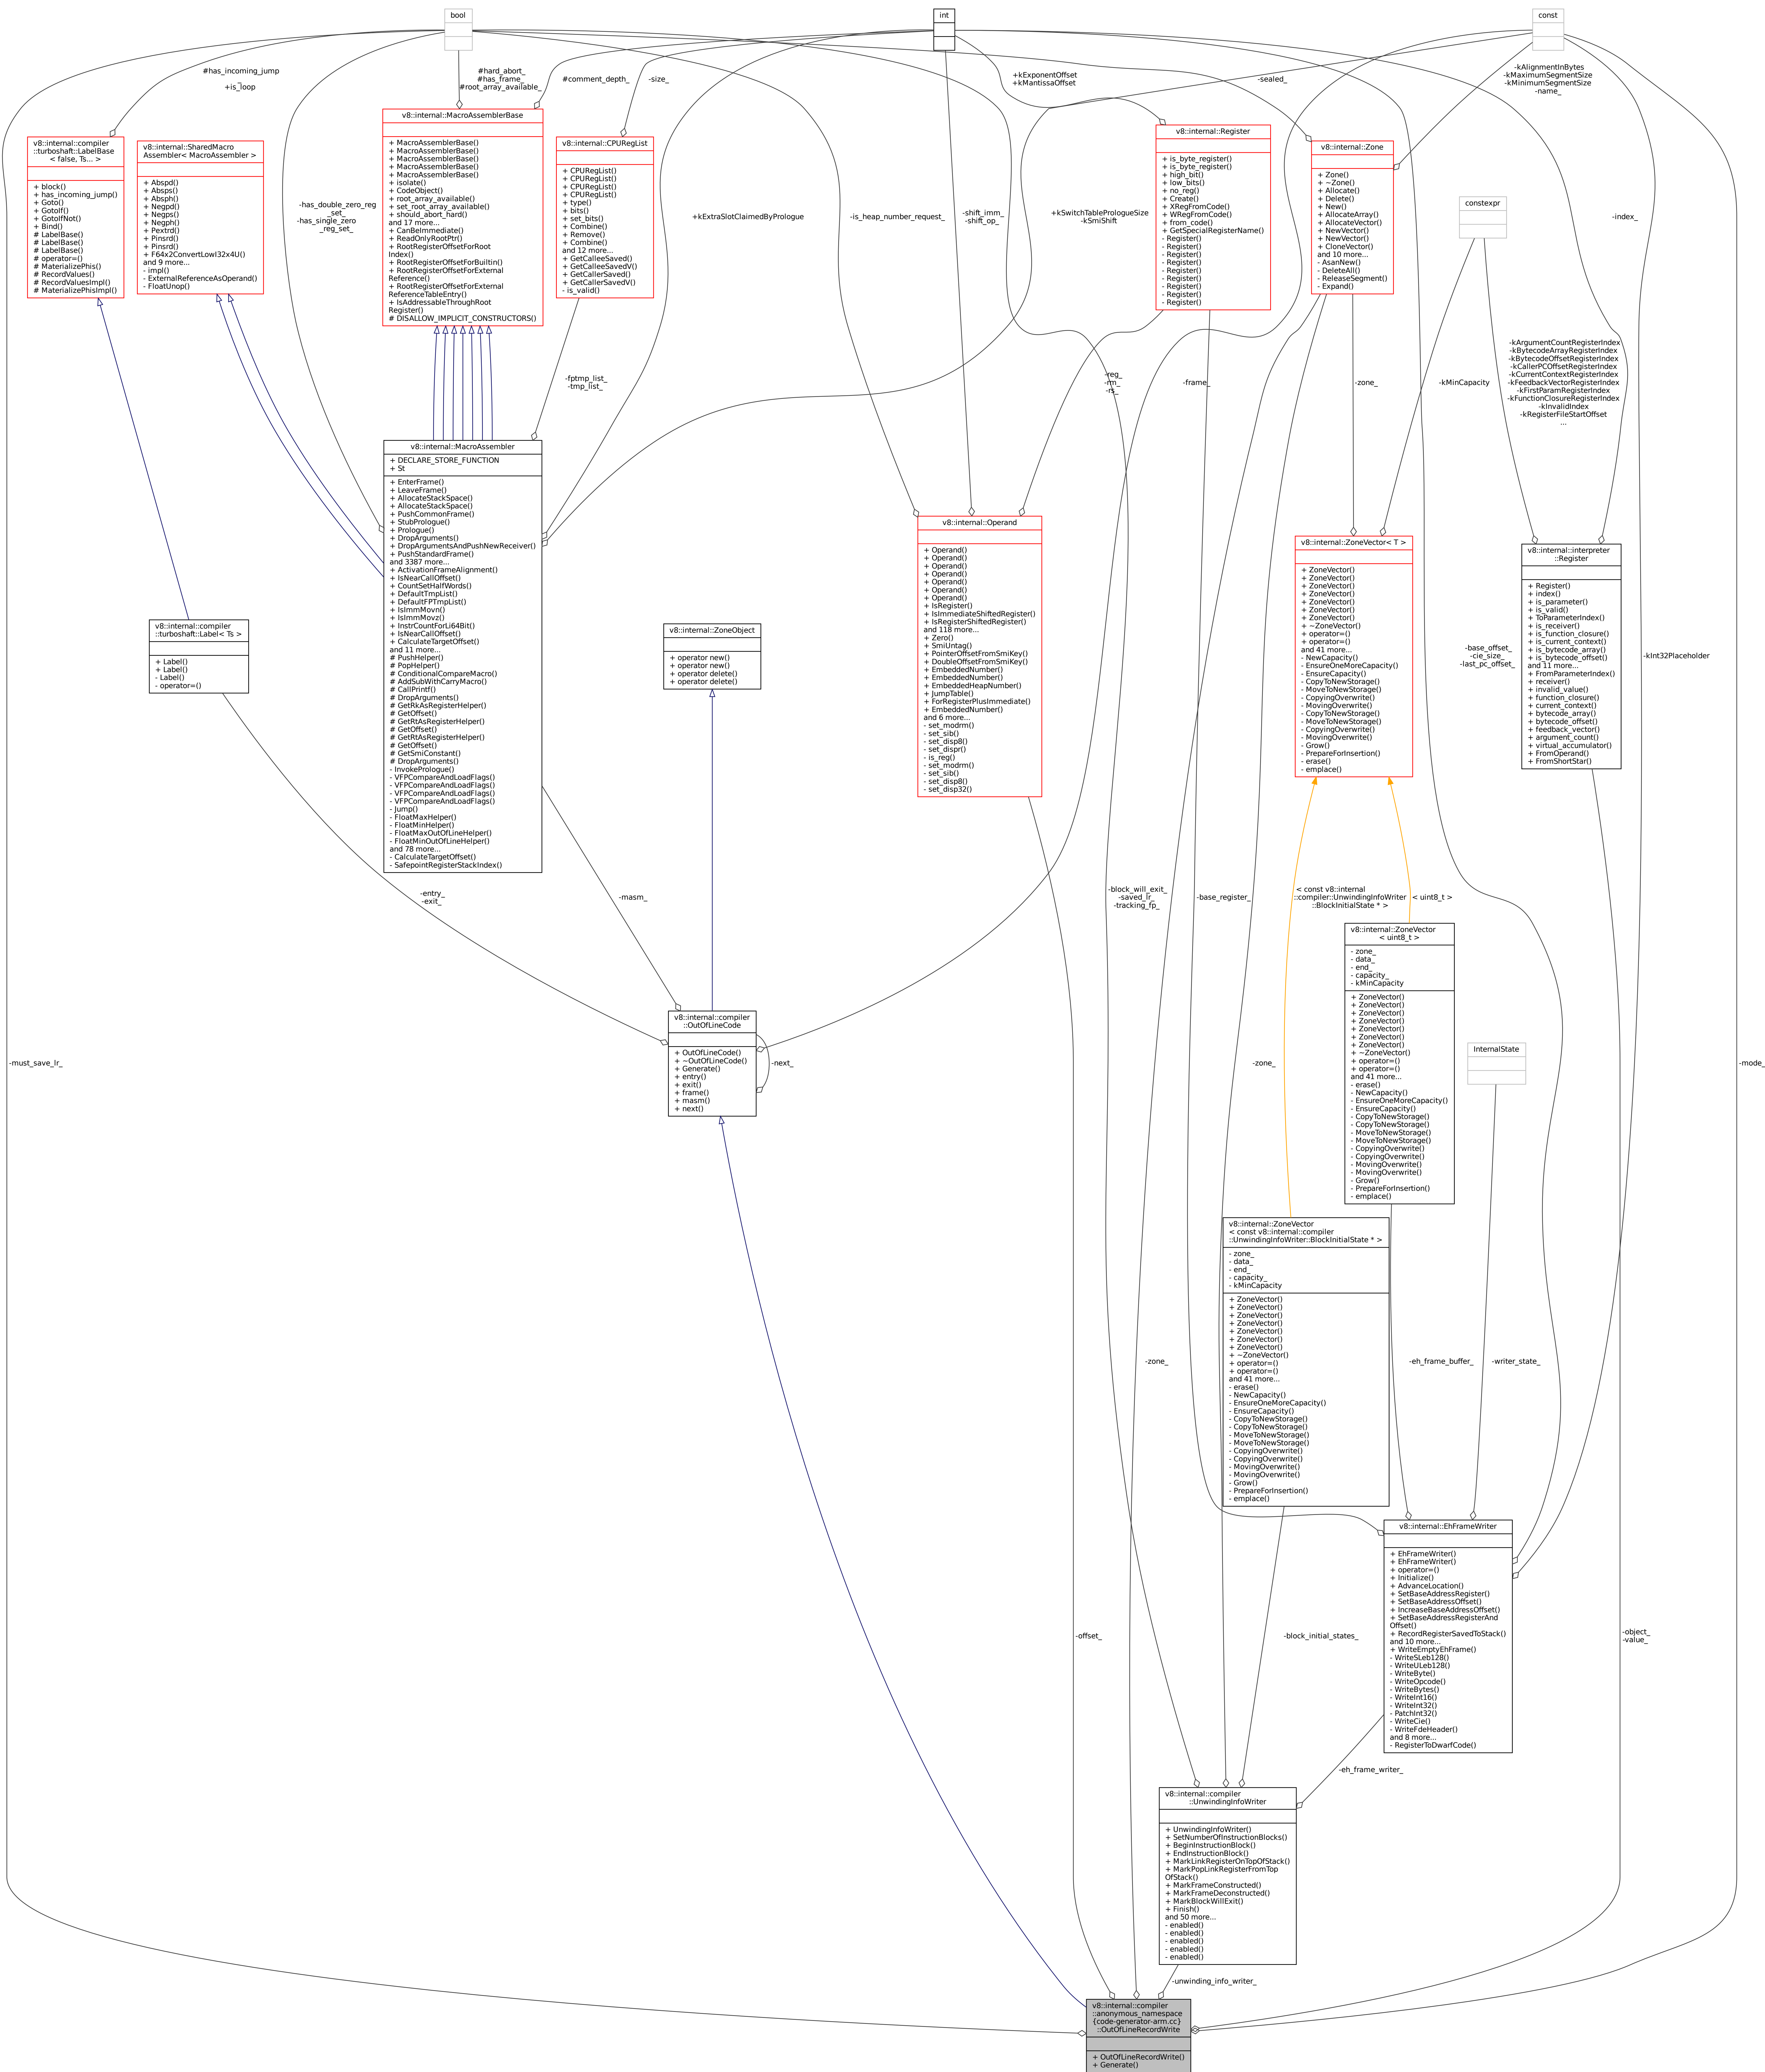 bool
int
const
#has_incoming_jump
_
+is_loop
#hard_abort_
#has_frame_
#root_array_available_
#comment_depth_
-size_
+kExponentOffset
+kMantissaOffset
-sealed_
-kAlignmentInBytes
-kMaximumSegmentSize
-kMinimumSegmentSize
-name_
v8::internal::compiler
::turboshaft::LabelBase
< false, Ts... >
+ block()
+ has_incoming_jump()
+ Goto()
+ GotoIf()
+ GotoIfNot()
+ Bind()
# LabelBase()
# LabelBase()
# LabelBase()
# operator=()
# MaterializePhis()
# RecordValues()
# RecordValuesImpl()
# MaterializePhisImpl()
v8::internal::SharedMacro
Assembler< MacroAssembler >
+ Abspd()
+ Absps()
+ Absph()
+ Negpd()
+ Negps()
+ Negph()
+ Pextrd()
+ Pinsrd()
+ Pinsrd()
+ F64x2ConvertLowI32x4U()
and 9 more...
- impl()
- ExternalReferenceAsOperand()
- FloatUnop()
v8::internal::MacroAssemblerBase
+ MacroAssemblerBase()
+ MacroAssemblerBase()
+ MacroAssemblerBase()
+ MacroAssemblerBase()
+ MacroAssemblerBase()
+ isolate()
+ CodeObject()
+ root_array_available()
+ set_root_array_available()
+ should_abort_hard()
and 17 more...
+ CanBeImmediate()
+ ReadOnlyRootPtr()
+ RootRegisterOffsetForRoot
Index()
+ RootRegisterOffsetForBuiltin()
+ RootRegisterOffsetForExternal
Reference()
+ RootRegisterOffsetForExternal
ReferenceTableEntry()
+ IsAddressableThroughRoot
Register()
# DISALLOW_IMPLICIT_CONSTRUCTORS()
v8::internal::CPURegList
+ CPURegList()
+ CPURegList()
+ CPURegList()
+ CPURegList()
+ type()
+ bits()
+ set_bits()
+ Combine()
+ Remove()
+ Combine()
and 12 more...
+ GetCalleeSaved()
+ GetCalleeSavedV()
+ GetCallerSaved()
+ GetCallerSavedV()
- is_valid()
v8::internal::Register
+ is_byte_register()
+ is_byte_register()
+ high_bit()
+ low_bits()
+ no_reg()
+ Create()
+ XRegFromCode()
+ WRegFromCode()
+ from_code()
+ GetSpecialRegisterName()
- Register()
- Register()
- Register()
- Register()
- Register()
- Register()
- Register()
- Register()
- Register()
v8::internal::Zone
+ Zone()
+ ~Zone()
+ Allocate()
+ Delete()
+ New()
+ AllocateArray()
+ AllocateVector()
+ NewVector()
+ NewVector()
+ CloneVector()
and 10 more...
- AsanNew()
- DeleteAll()
- ReleaseSegment()
- Expand()
constexpr
-has_double_zero_reg
_set_
-has_single_zero
_reg_set_
+kExtraSlotClaimedByPrologue
-is_heap_number_request_
-shift_imm_
-shift_op_
+kSwitchTablePrologueSize
-kSmiShift
-index_
-fptmp_list_
-tmp_list_
-reg_
-rm_
-rs_
-frame_
-zone_
-kMinCapacity
-kArgumentCountRegisterIndex
-kBytecodeArrayRegisterIndex
-kBytecodeOffsetRegisterIndex
-kCallerPCOffsetRegisterIndex
-kCurrentContextRegisterIndex
-kFeedbackVectorRegisterIndex
-kFirstParamRegisterIndex
-kFunctionClosureRegisterIndex
-kInvalidIndex
-kRegisterFileStartOffset
...
v8::internal::MacroAssembler
+ DECLARE_STORE_FUNCTION
+ St
+ EnterFrame()
+ LeaveFrame()
+ AllocateStackSpace()
+ AllocateStackSpace()
+ PushCommonFrame()
+ StubPrologue()
+ Prologue()
+ DropArguments()
+ DropArgumentsAndPushNewReceiver()
+ PushStandardFrame()
and 3387 more...
+ ActivationFrameAlignment()
+ IsNearCallOffset()
+ CountSetHalfWords()
+ DefaultTmpList()
+ DefaultFPTmpList()
+ IsImmMovn()
+ IsImmMovz()
+ InstrCountForLi64Bit()
+ IsNearCallOffset()
+ CalculateTargetOffset()
and 11 more...
# PushHelper()
# PopHelper()
# ConditionalCompareMacro()
# AddSubWithCarryMacro()
# CallPrintf()
# DropArguments()
# GetRkAsRegisterHelper()
# GetOffset()
# GetRtAsRegisterHelper()
# GetOffset()
# GetRtAsRegisterHelper()
# GetOffset()
# GetSmiConstant()
# DropArguments()
- InvokePrologue()
- VFPCompareAndLoadFlags()
- VFPCompareAndLoadFlags()
- VFPCompareAndLoadFlags()
- Jump()
- FloatMaxHelper()
- FloatMinHelper()
- FloatMaxOutOfLineHelper()
- FloatMinOutOfLineHelper()
and 78 more...
- CalculateTargetOffset()
- SafepointRegisterStackIndex()
v8::internal::Operand
+ Operand()
+ Operand()
+ Operand()
+ Operand()
+ Operand()
+ Operand()
+ Operand()
+ IsRegister()
+ IsImmediateShiftedRegister()
+ IsRegisterShiftedRegister()
and 118 more...
+ Zero()
+ SmiUntag()
+ PointerOffsetFromSmiKey()
+ DoubleOffsetFromSmiKey()
+ EmbeddedNumber()
+ EmbeddedNumber()
+ EmbeddedHeapNumber()
+ JumpTable()
+ ForRegisterPlusImmediate()
+ EmbeddedNumber()
and 6 more...
- set_modrm()
- set_sib()
- set_disp8()
- set_dispr()
- is_reg()
- set_modrm()
- set_sib()
- set_disp8()
- set_disp32()
v8::internal::ZoneVector< T >
+ ZoneVector()
+ ZoneVector()
+ ZoneVector()
+ ZoneVector()
+ ZoneVector()
+ ZoneVector()
+ ZoneVector()
+ ~ZoneVector()
+ operator=()
+ operator=()
and 41 more...
- NewCapacity()
- EnsureOneMoreCapacity()
- EnsureCapacity()
- CopyToNewStorage()
- MoveToNewStorage()
- CopyingOverwrite()
- MovingOverwrite()
- CopyToNewStorage()
- MoveToNewStorage()
- CopyingOverwrite()
- MovingOverwrite()
- Grow()
- PrepareForInsertion()
- erase()
- emplace()
v8::internal::interpreter
::Register
+ Register()
+ index()
+ is_parameter()
+ is_valid()
+ ToParameterIndex()
+ is_receiver()
+ is_function_closure()
+ is_current_context()
+ is_bytecode_array()
+ is_bytecode_offset()
and 11 more...
+ FromParameterIndex()
+ receiver()
+ invalid_value()
+ function_closure()
+ current_context()
+ bytecode_array()
+ bytecode_offset()
+ feedback_vector()
+ argument_count()
+ virtual_accumulator()
+ FromOperand()
+ FromShortStar()
v8::internal::compiler
::turboshaft::Label< Ts >
+ Label()
+ Label()
- Label()
- operator=()
v8::internal::ZoneObject
+ operator new()
+ operator new()
+ operator delete()
+ operator delete()
-base_offset_
-cie_size_
-last_pc_offset_
-kInt32Placeholder
-entry_
-exit_
-masm_
-block_will_exit_
-saved_lr_
-tracking_fp_
-base_register_
< const v8::internal
::compiler::UnwindingInfoWriter
::BlockInitialState * >
< uint8_t >
v8::internal::ZoneVector
< uint8_t >
- zone_
- data_
- end_
- capacity_
- kMinCapacity
+ ZoneVector()
+ ZoneVector()
+ ZoneVector()
+ ZoneVector()
+ ZoneVector()
+ ZoneVector()
+ ZoneVector()
+ ~ZoneVector()
+ operator=()
+ operator=()
and 41 more...
- erase()
- NewCapacity()
- EnsureOneMoreCapacity()
- EnsureCapacity()
- CopyToNewStorage()
- CopyToNewStorage()
- MoveToNewStorage()
- MoveToNewStorage()
- CopyingOverwrite()
- CopyingOverwrite()
- MovingOverwrite()
- MovingOverwrite()
- Grow()
- PrepareForInsertion()
- emplace()
v8::internal::compiler
::OutOfLineCode
+ OutOfLineCode()
+ ~OutOfLineCode()
+ Generate()
+ entry()
+ exit()
+ frame()
+ masm()
+ next()
-next_
-must_save_lr_
-zone_
InternalState
-mode_
v8::internal::ZoneVector
< const v8::internal::compiler
::UnwindingInfoWriter::BlockInitialState * >
- zone_
- data_
- end_
- capacity_
- kMinCapacity
+ ZoneVector()
+ ZoneVector()
+ ZoneVector()
+ ZoneVector()
+ ZoneVector()
+ ZoneVector()
+ ZoneVector()
+ ~ZoneVector()
+ operator=()
+ operator=()
and 41 more...
- erase()
- NewCapacity()
- EnsureOneMoreCapacity()
- EnsureCapacity()
- CopyToNewStorage()
- CopyToNewStorage()
- MoveToNewStorage()
- MoveToNewStorage()
- CopyingOverwrite()
- CopyingOverwrite()
- MovingOverwrite()
- MovingOverwrite()
- Grow()
- PrepareForInsertion()
- emplace()
-zone_
-eh_frame_buffer_
-writer_state_
v8::internal::EhFrameWriter
+ EhFrameWriter()
+ EhFrameWriter()
+ operator=()
+ Initialize()
+ AdvanceLocation()
+ SetBaseAddressRegister()
+ SetBaseAddressOffset()
+ IncreaseBaseAddressOffset()
+ SetBaseAddressRegisterAnd
Offset()
+ RecordRegisterSavedToStack()
and 10 more...
+ WriteEmptyEhFrame()
- WriteSLeb128()
- WriteULeb128()
- WriteByte()
- WriteOpcode()
- WriteBytes()
- WriteInt16()
- WriteInt32()
- PatchInt32()
- WriteCie()
- WriteFdeHeader()
and 8 more...
- RegisterToDwarfCode()
-offset_
-block_initial_states_
-object_
-value_
-eh_frame_writer_
v8::internal::compiler
::UnwindingInfoWriter
+ UnwindingInfoWriter()
+ SetNumberOfInstructionBlocks()
+ BeginInstructionBlock()
+ EndInstructionBlock()
+ MarkLinkRegisterOnTopOfStack()
+ MarkPopLinkRegisterFromTop
OfStack()
+ MarkFrameConstructed()
+ MarkFrameDeconstructed()
+ MarkBlockWillExit()
+ Finish()
and 50 more...
- enabled()
- enabled()
- enabled()
- enabled()
- enabled()
-unwinding_info_writer_
v8::internal::compiler
::anonymous_namespace
{code-generator-arm.cc}
::OutOfLineRecordWrite
+ OutOfLineRecordWrite()
+ Generate()